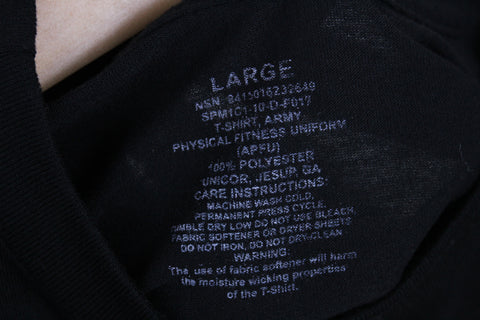 LARGE
NSN 8415016232649
SPM1C1-10-D-F017
T-SHIRT, ARMY
PHYSICAL FITNESS UNIFORM
(APFU)
100% POLYESTER
UNICOR, JESUP, GA
CARE INSTRUCTIONS:
MACHINE WASH COLD,
PERMANENT PRESS CYCLE,
TUMBLE DRY LOW DO NOT USE BLEACH,
FABRIC SOFTENER OR DRYER SHEETS
DO NOT IRON, DO NOT DRY-CLEAN
WARNING:
The use of fabric softener will harm
the moisture wicking properties
of the T-Shirt.